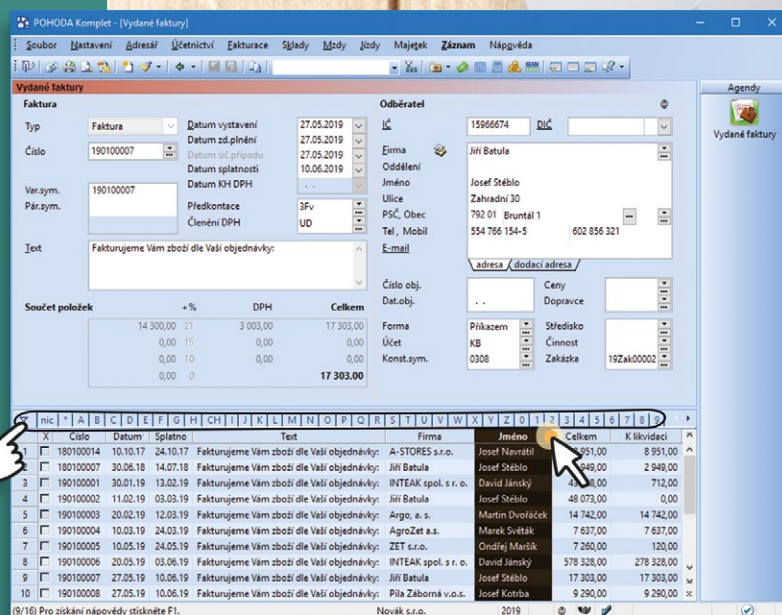 POHODA Komplet - [Vydané faktury]
Soubor Nastavení Adresář Účetnictví Fakturace Sklady Mzdy Jízdy Majetek Záznam Nápověda
Vydané faktury
Agendy
Vydané faktury
Faktura
Typ Faktura
Číslo 190100007
Var.sym. 190100007
Pár.sym.
Datum vystavení 27.05.2019
Datum zd.plnění 27.05.2019
Datum úč.případu 27.05.2019
Datum splatnosti 10.06.2019
Datum KH DPH . .
Předkontace 3Fv
Členění DPH UD
Text Fakturujeme Vám zboží dle Vaší objednávky:
Odběratel
IČ 15966674 DIČ
Firma Jiří Batula
Oddělení
Jméno Josef Stéblo
Ulice Zahradní 30
PSČ, Obec 792 01 Bruntál 1
Tel , Mobil 554 766 154-5 602 856 321
E-mail
adresa dodací adresa
Číslo obj. Ceny
Dat.obj. . . Dopravce
Forma Příkazem Středisko
Účet KB Činnost
Konst.sym. 0308 Zakázka 19Zak00002
Součet položek + % DPH Celkem
14 300,00 21 3 003,00 17 303,00
0,00 15 0,00 0,00
0,00 10 0,00 0,00
0,00 0 17 303.00
nic * A B C D E F G H CH I J K L M N O P Q R S T U V W X Y Z 0 1 2 3 4 5 6 7 8 9
X Číslo Datum Splatno Text Firma Jméno Celkem K likvidaci
1 180100014 10.10.17 24.10.17 Fakturujeme Vám zboží dle Vaší objednávky: A-STORES s.r.o. Josef Navrátil 951,00 8 951,00
180100007 30.06.18 14.07.18 Fakturujeme Vám zboží dle Vaší objednávky: Jiří Batula Josef Stéblo 949,00 2 949,00
3 190100001 30.01.19 13.02.19 Fakturujeme Vám zboží dle Vaší objednávky: INTEAK spol. s r. o. David Jánský 712,00
4 190100002 11.02.19 03.03.19 Fakturujeme Vám zboží dle Vaší objednávky: Jiří Batula Josef Stéblo 48 073,00 0,00
5 190100003 20.02.19 12.03.19 Fakturujeme Vám zboží dle Vaší objednávky: Argo, a. s. Martin Dvořáček 14 742,00 14 742,00
6 190100004 10.03.19 24.03.19 Fakturujeme Vám zboží dle Vaší objednávky: AgroZet a.s. Marek Světák 7 637,00 7 637,00
7 190100005 10.05.19 24.05.19 Fakturujeme Vám zboží dle Vaší objednávky: ZET s.r.o. Ondřej Maršík 7 260,00 120,00
8 190100006 20.05.19 03.06.19 Fakturujeme Vám zboží dle Vaší objednávky: INTEAK spol. s r. o. David Jánský 578 328,00 278 328,00
9 190100007 27.05.19 10.06.19 Fakturujeme Vám zboží dle Vaší objednávky: Jiří Batula Josef Stéblo 17 303,00 17 303,00
10 190100008 27.05.19 10.06.19 Fakturujeme Vám zboží dle Vaší objednávky: Pila Záborná v.o.s. Josef Kotrba 9 290,00 9 290,00
(9/16) Pro získání nápovědy stiskněte F1. Novák s.r.o. 2019